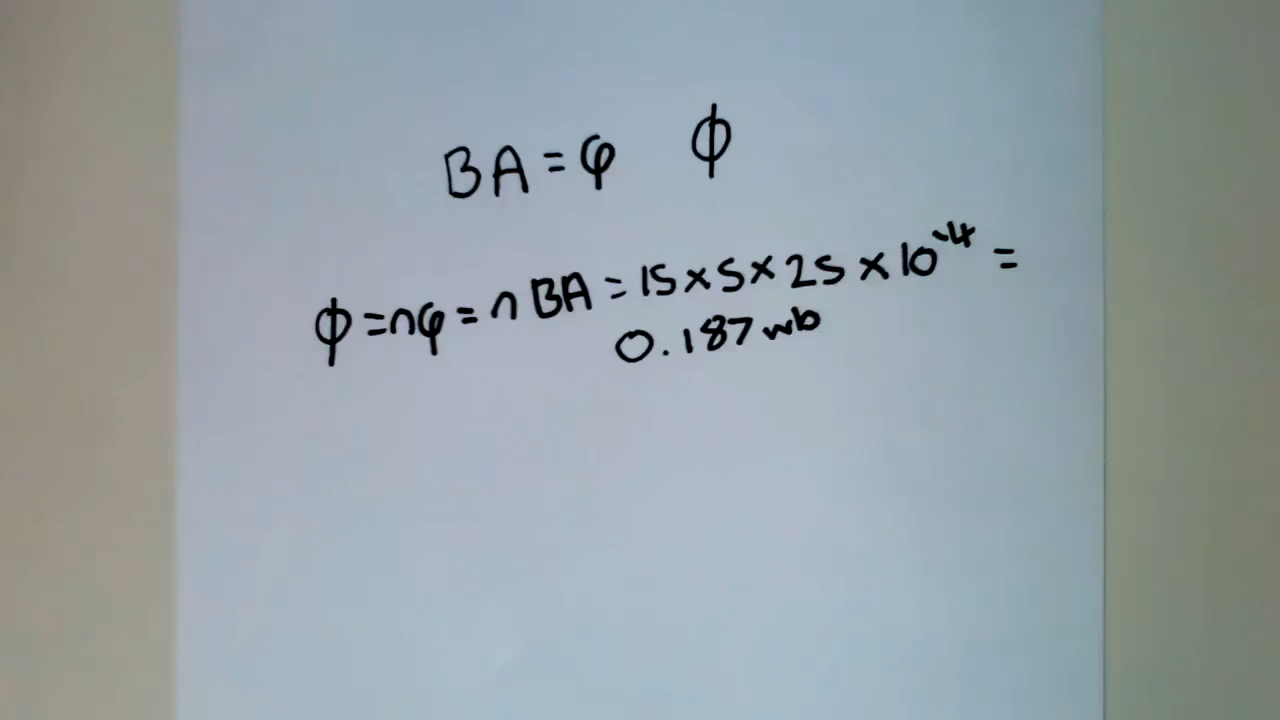 BA = φ ϕ
ϕ = nφ = n BA = 15 × 5 × 25 × 10⁻⁴ =
0.187 wb